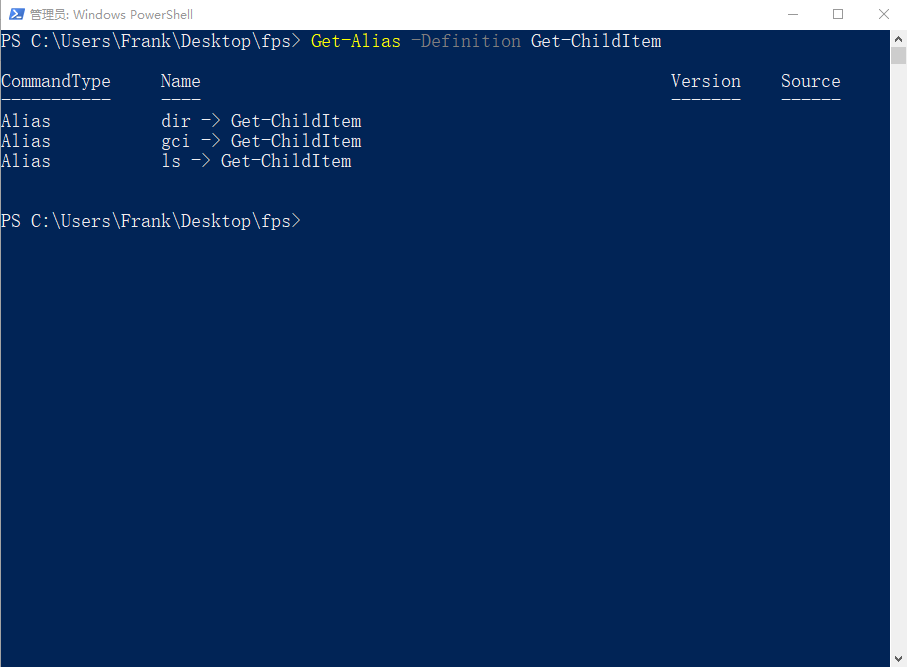 管理员: Windows PowerShell
PS C:\Users\Frank\Desktop\fps> Get-Alias -Definition Get-ChildItem
CommandType     Name                                               Version    Source
-----------     ----                                               -------    ------
Alias           dir -> Get-ChildItem
Alias           gci -> Get-ChildItem
Alias           ls -> Get-ChildItem
PS C:\Users\Frank\Desktop\fps>